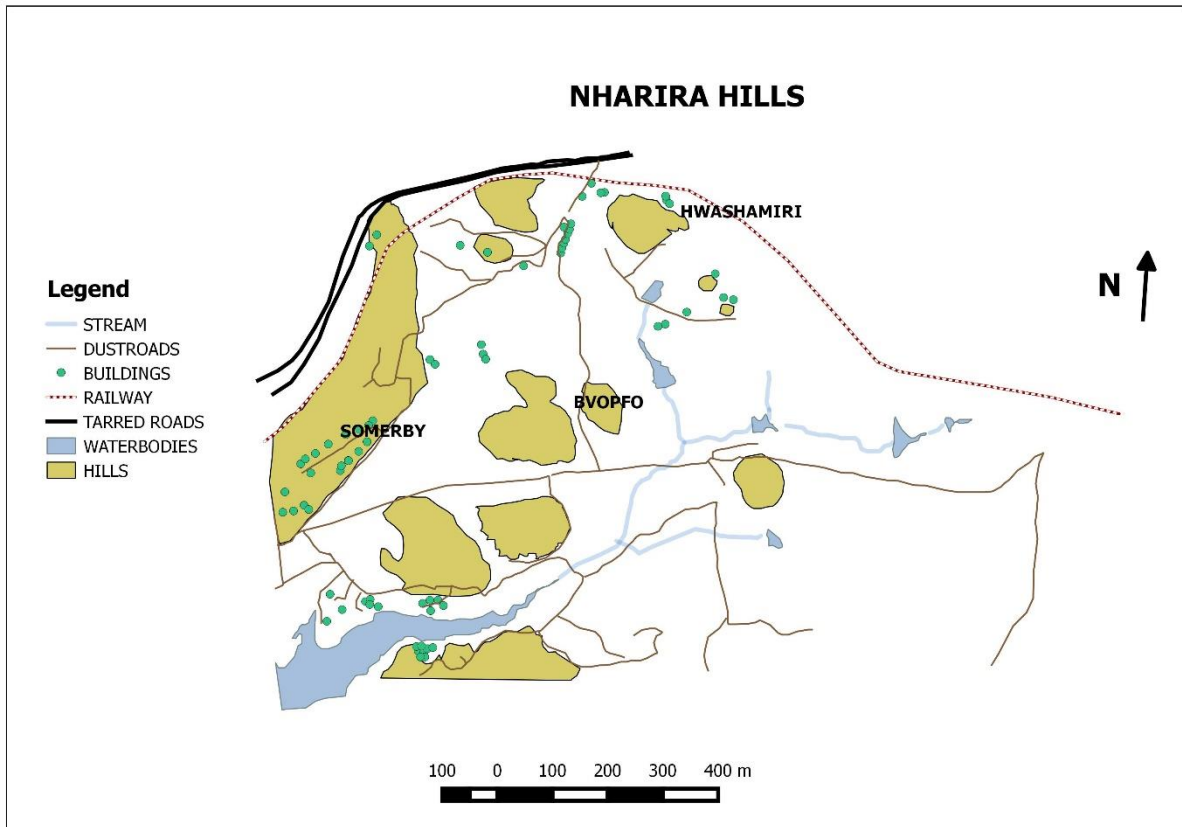 NHARIRA HILLS
HWASHAMIRI
N
Legend
STREAM
DUSTROADS
BUILDINGS
RAILWAY
TARRED ROADS
WATERBODIES
HILLS
BVOPFO
SOMERBY
100 0 100 200 300 400 m